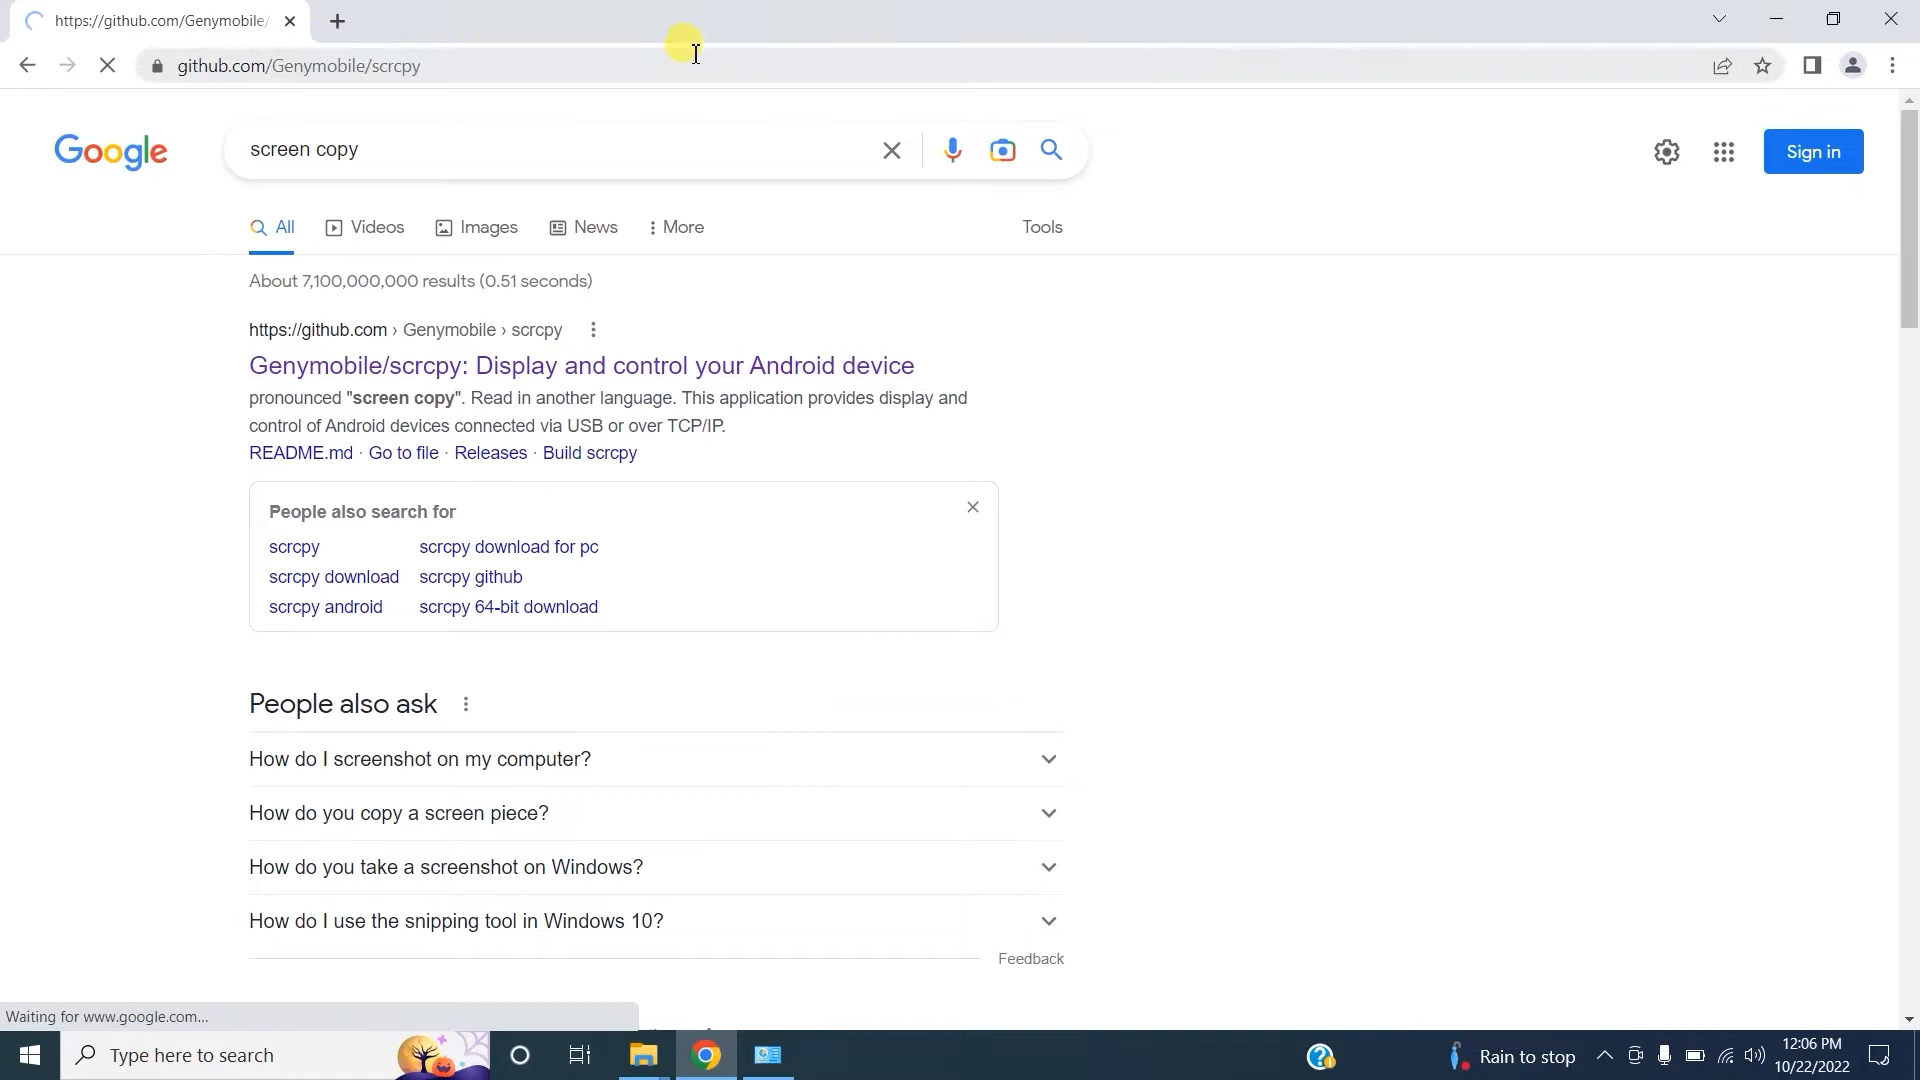 https://github.com/Genymobile/
github.com/Genymobile/scrcpy
Google
screen copy
Sign in
All
Videos
Images
News
More
Tools
About 7,100,000,000 results (0.51 seconds)
https://github.com › Genymobile › scrcpy
Genymobile/scrcpy: Display and control your Android device
pronounced "screen copy". Read in another language. This application provides display and
control of Android devices connected via USB or over TCP/IP.
README.md · Go to file · Releases · Build scrcpy
People also search for
scrcpy
scrcpy download for pc
scrcpy download
scrcpy github
scrcpy android
scrcpy 64-bit download
People also ask
How do I screenshot on my computer?
How do you copy a screen piece?
How do you take a screenshot on Windows?
How do I use the snipping tool in Windows 10?
Feedback
Waiting for www.google.com...
Type here to search
Rain to stop
12:06 PM
10/22/2022